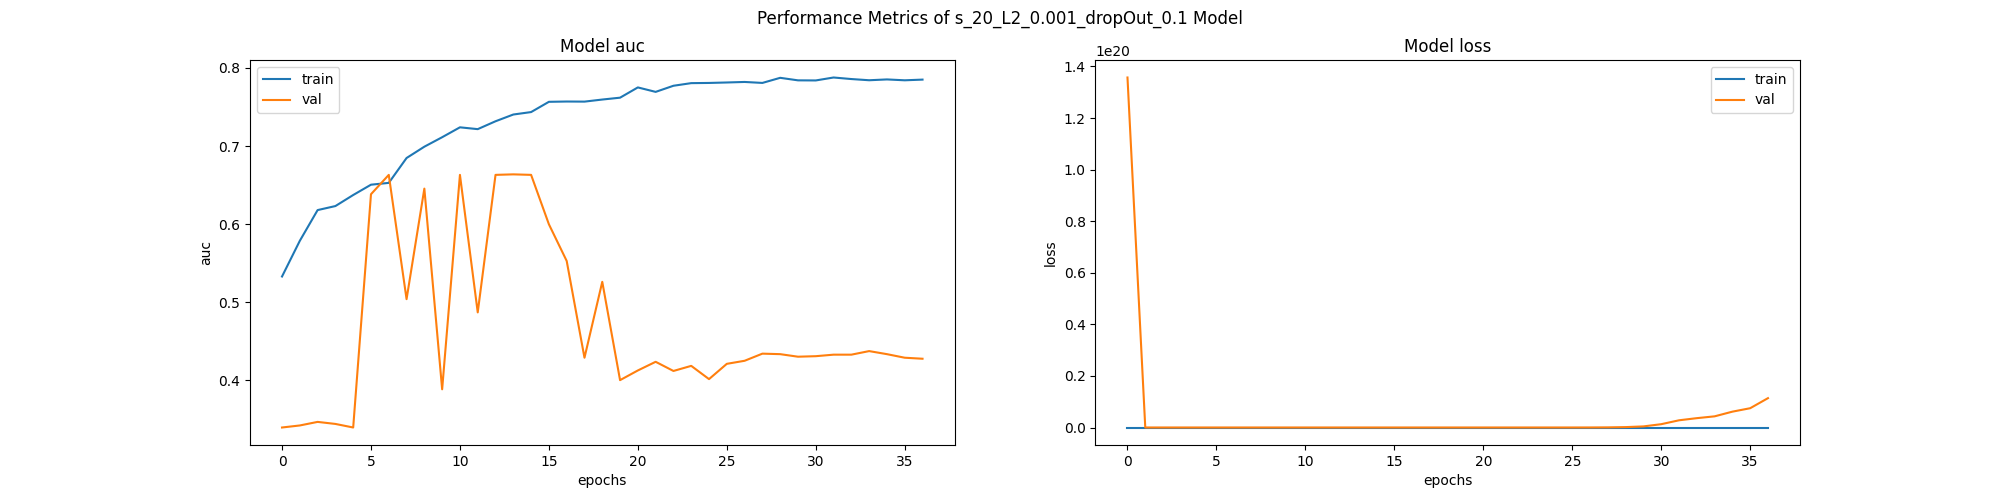 Performance Metrics of s_20_L2_0.001_dropOut_0.1 Model
Model auc
train
val
0.8
0.7
0.6
0.5
0.4
auc
0 5 10 15 20 25 30 35
epochs
Model loss
1e20
train
val
1.4
1.2
1.0
0.8
0.6
0.4
0.2
0.0
loss
0 5 10 15 20 25 30 35
epochs